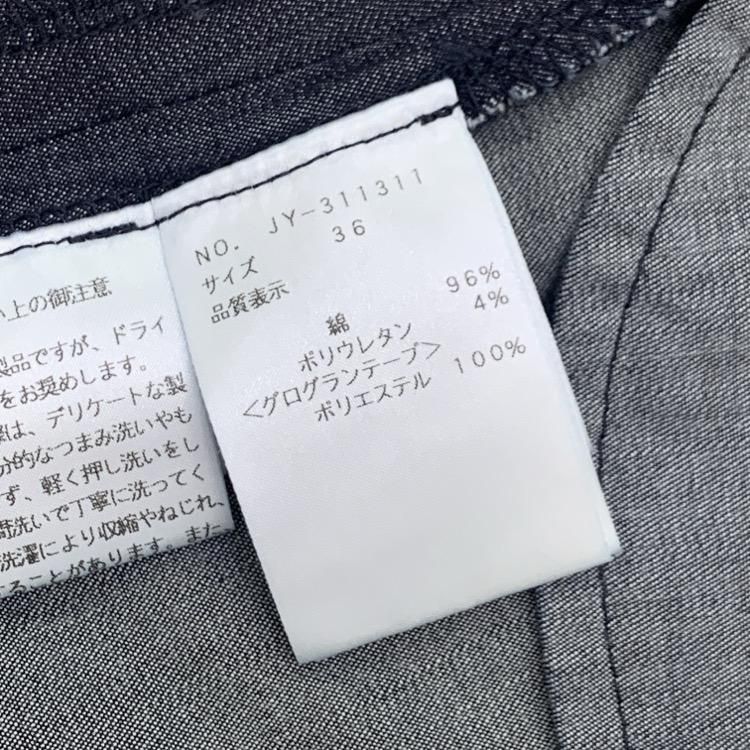 NO. JY-311311
サイズ 36
品質表示
綿 96%
ポリウレタン 4%
<グログランテープ>
ポリエステル 100%
い上の御注意
製品ですが、ドライ
をお奨めします。
際は、デリケートな製
分的なつまみ洗いやも
ず、軽く押し洗いをし
間洗いで丁寧に洗ってく
洗濯により収縮やねじれ、
することがあります。また